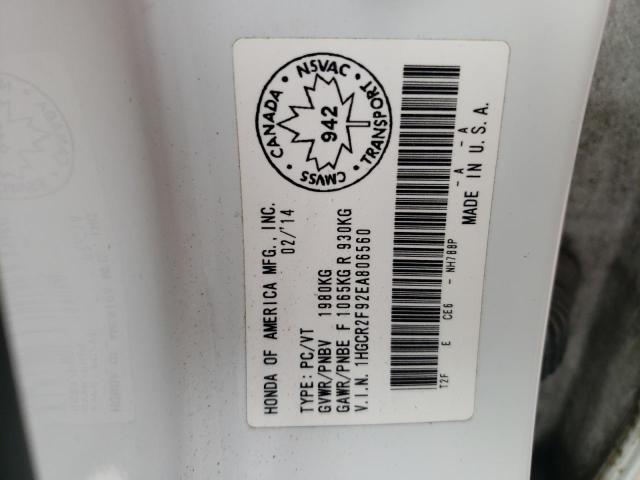 HONDA OF AMERICA MFG., INC.
02/'14
TYPE: PC/VT
GVWR/PNBV 1980KG
GAWR/PNBE F 1065KG R 930KG
V.I.N. 1HGCR2F92EA806560
CANADA · NSVAC · TRANSPORT · CMVSS ·
942
T2F E CE6 - NH788P - A - A
MADE IN U.S.A.